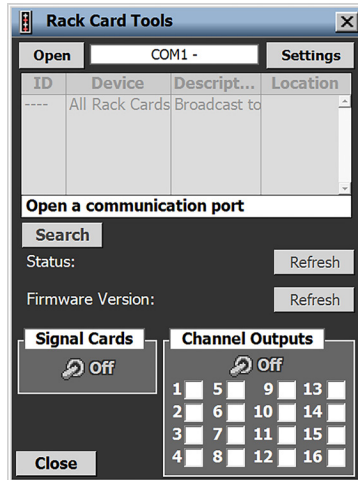 Rack Card Tools
Open COM1 - Settings
ID Device Descript... Location
---- All Rack Cards Broadcast to
Open a communication port
Search
Status: Refresh
Firmware Version: Refresh
Signal Cards Channel Outputs
Off Off
1 5 9 13
2 6 10 14
3 7 11 15
4 8 12 16
Close